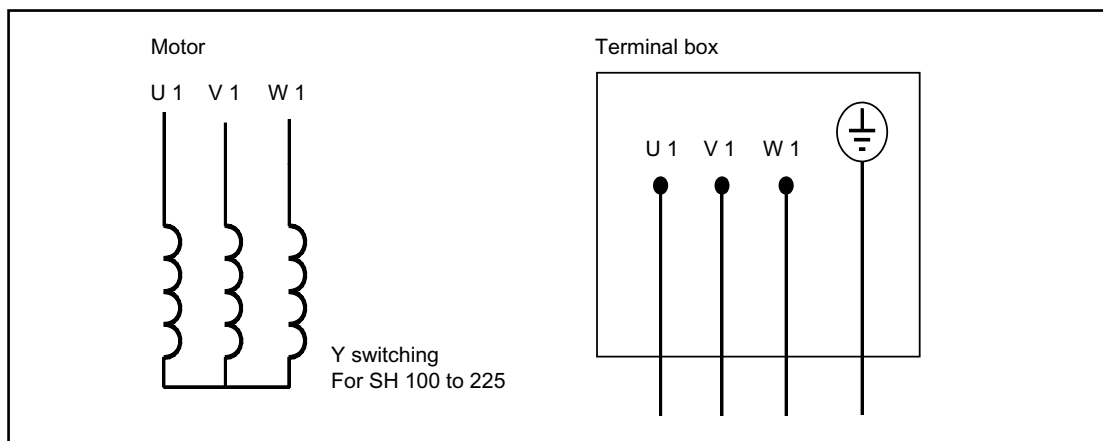 Motor
U 1 V 1 W 1
Y switching
For SH 100 to 225
Terminal box
U 1 V 1 W 1